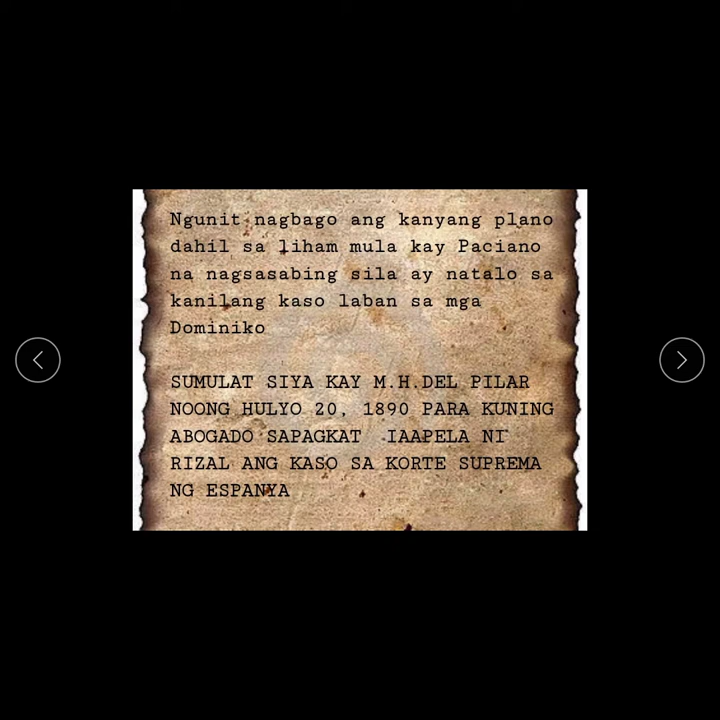 Ngunit nagbago ang kanyang plano
dahil sa liham mula kay Paciano
na nagsasabing sila ay natalo sa
kanilang kaso laban sa mga
Dominiko
SUMULAT SIYA KAY M.H.DEL PILAR
NOONG HULYO 20, 1890 PARA KUNING
ABOGADO SAPAGKAT IAAPELA NI
RIZAL ANG KASO SA KORTE SUPREMA
NG ESPANYA